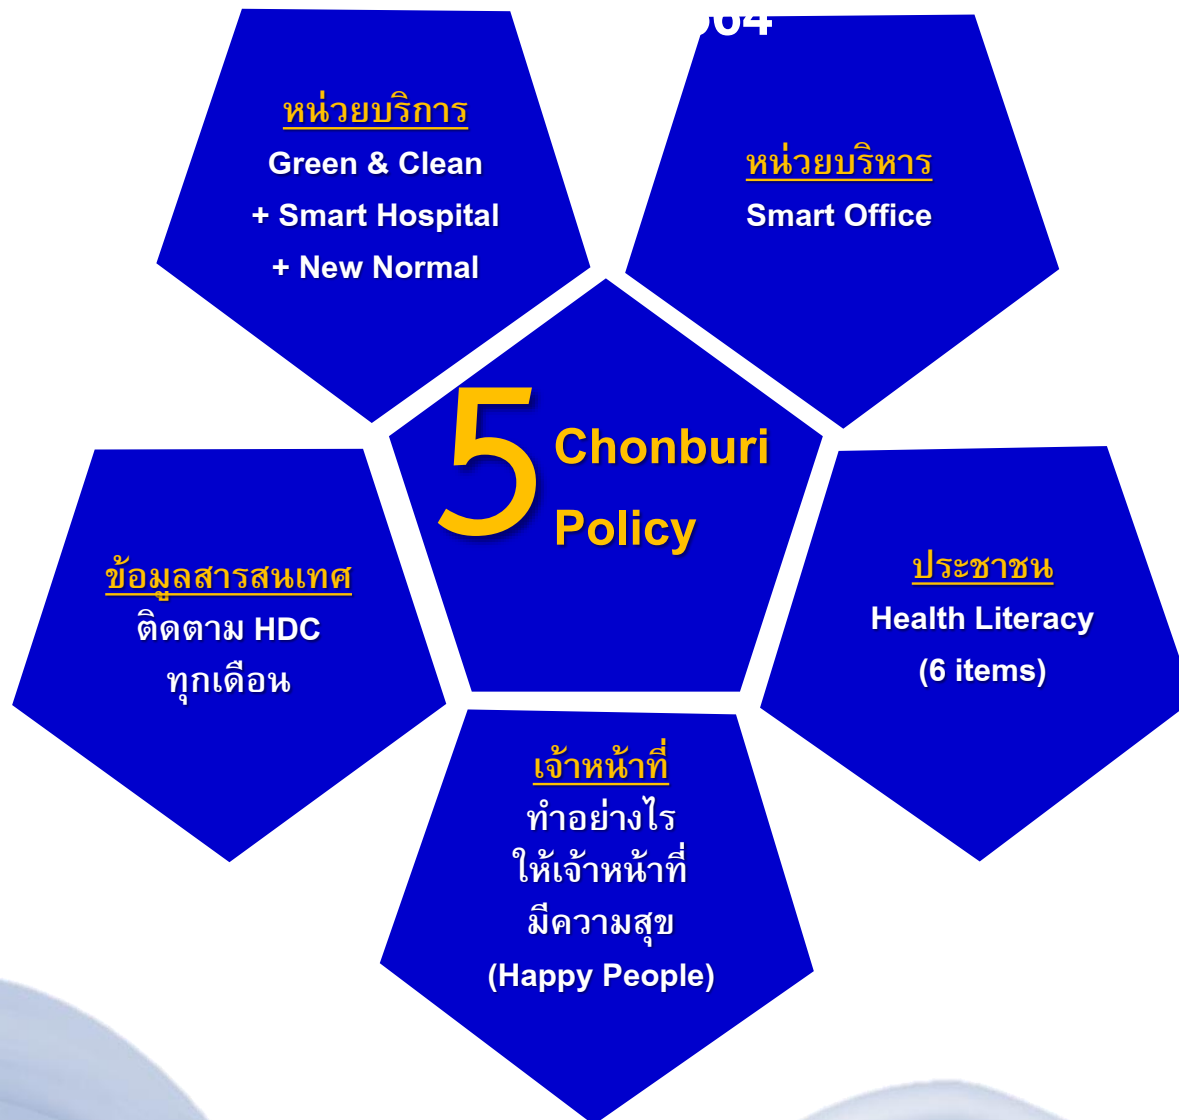 หน่วยบริการ
Green & Clean
+ Smart Hospital
+ New Normal
หน่วยบริหาร
Smart Office
5 Chonburi
Policy
ข้อมูลสารสนเทศ
ติดตาม HDC
ทุกเดือน
ประชาชน
Health Literacy
(6 items)
เจ้าหน้าที่
ทำอย่างไร
ให้เจ้าหน้าที่
มีความสุข
(Happy People)